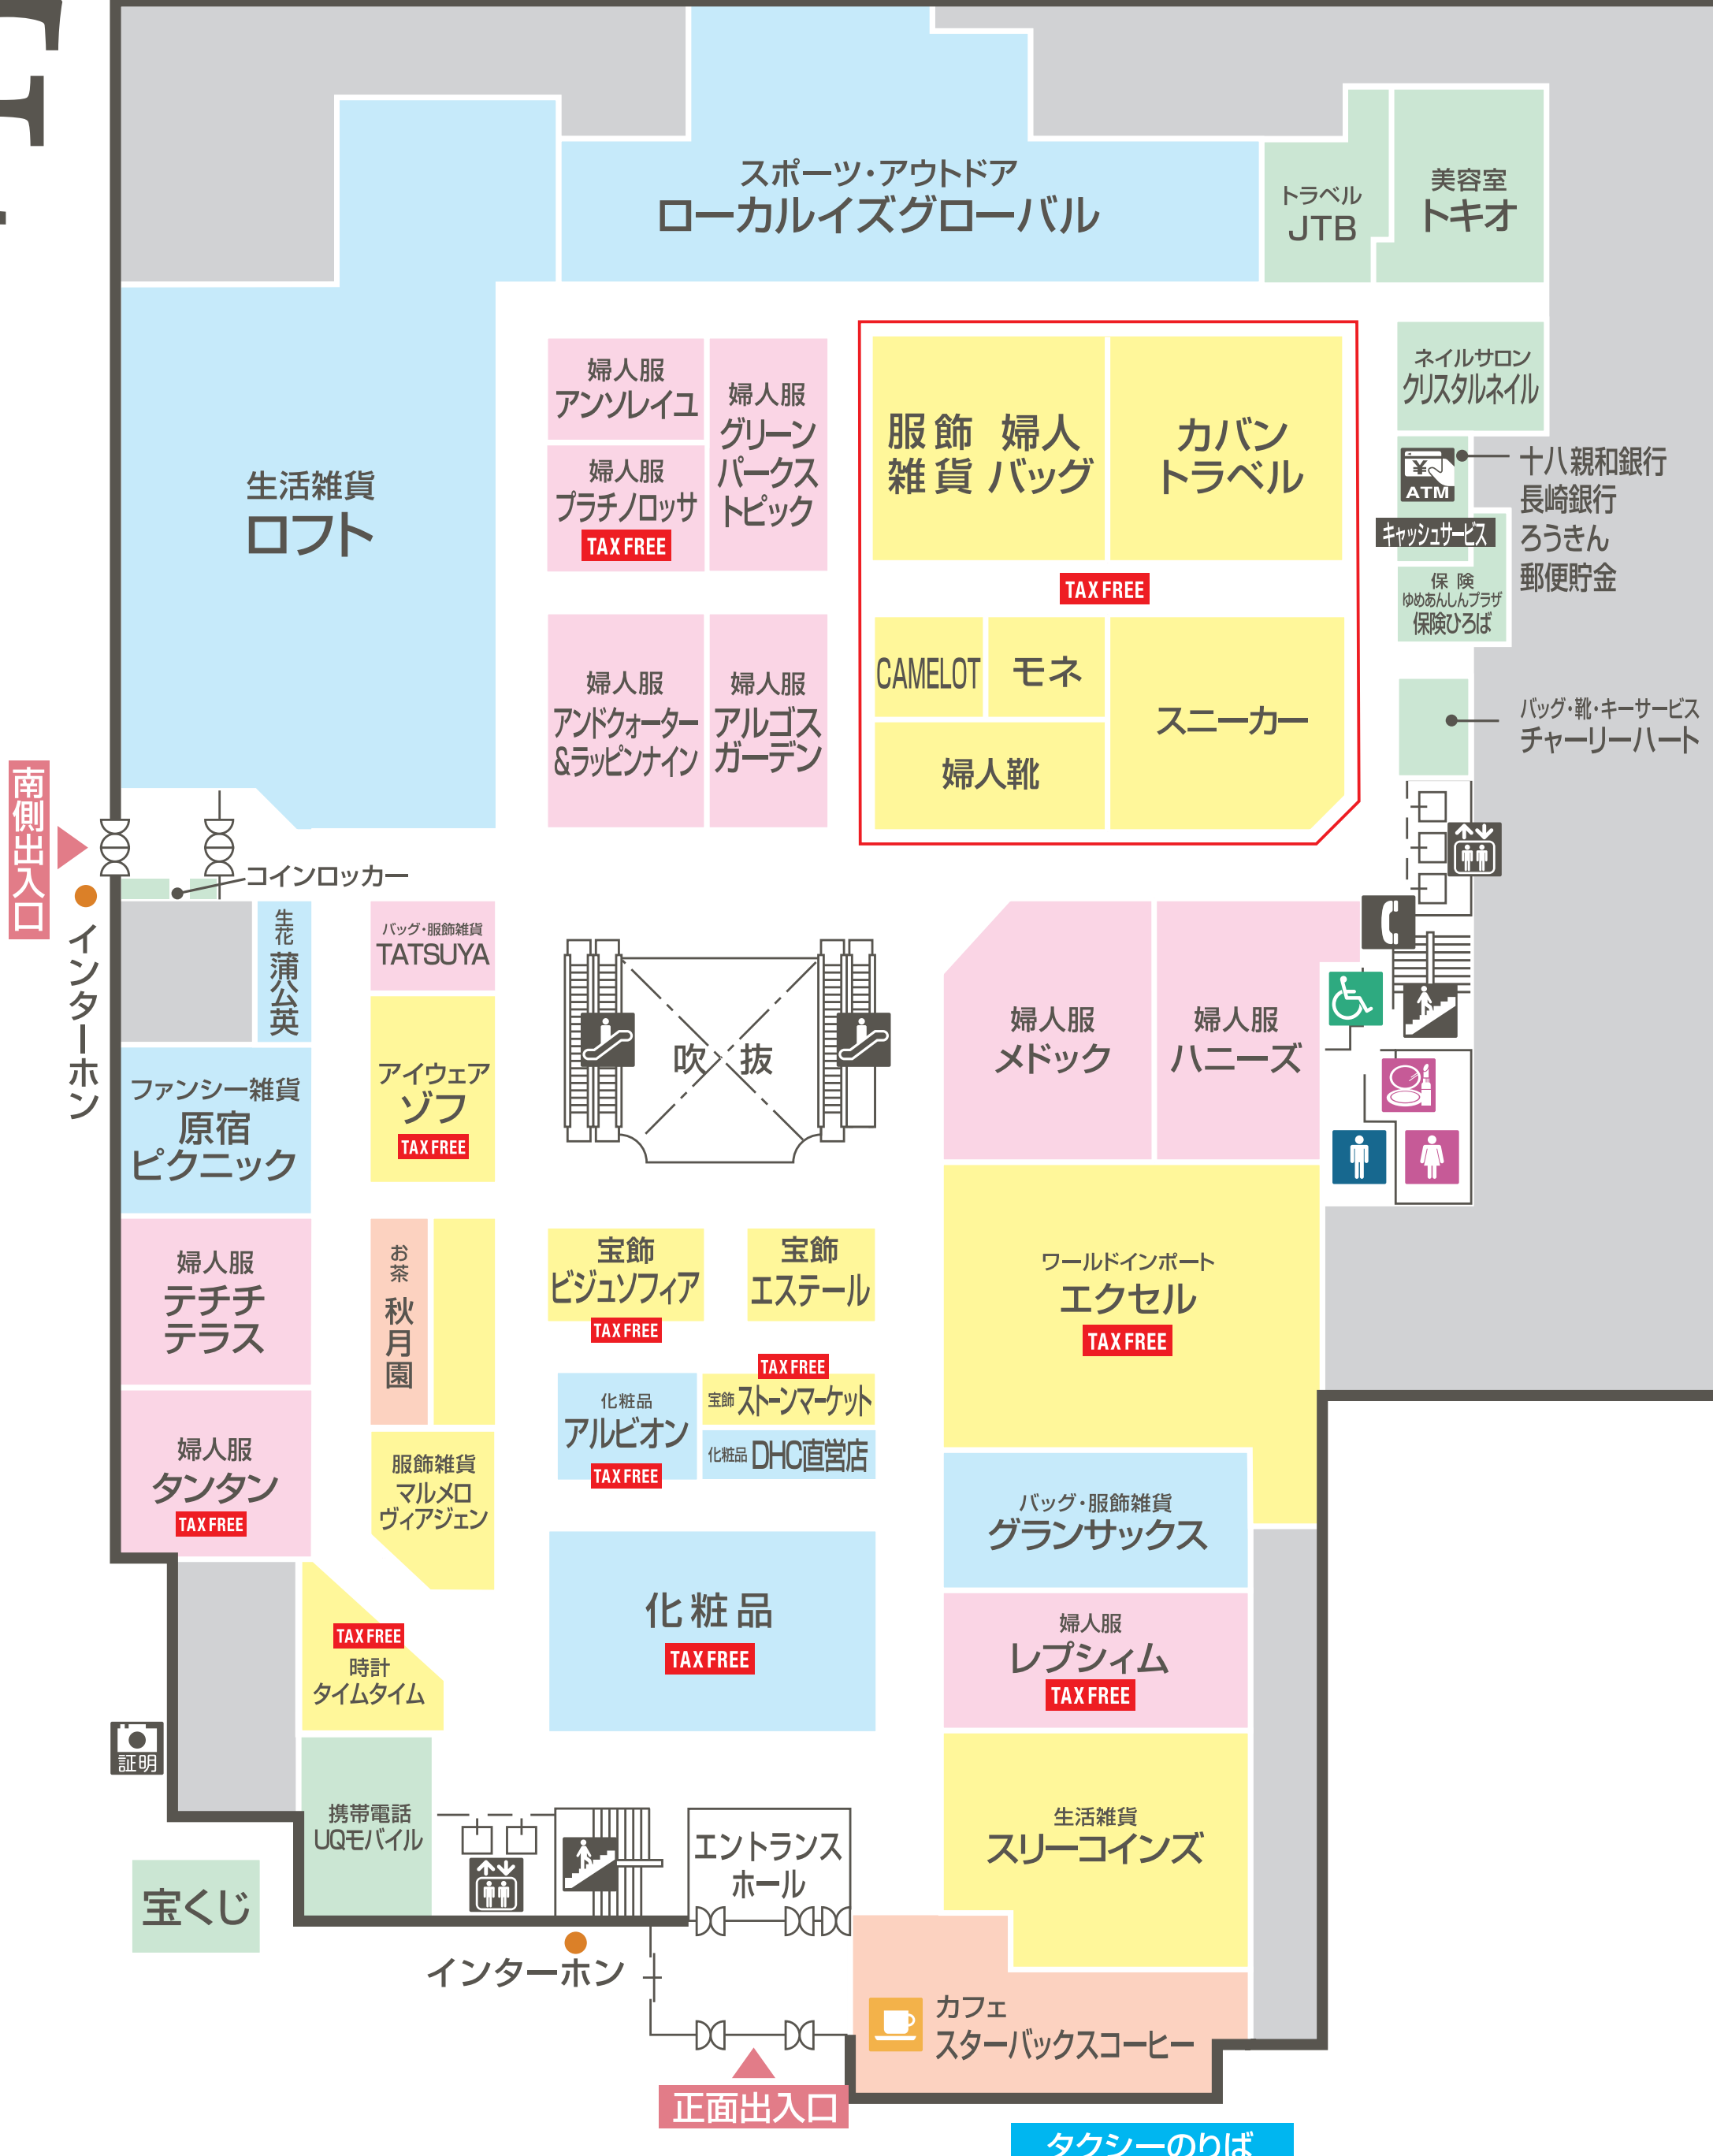 スポーツ・アウトドア
ローカルイズグローバル
トラベル
JTB
美容室
トキオ
生活雑貨
ロフト
婦人服
アンソレイユ
婦人服
プラチノロッサ
TAX FREE
婦人服
グリーン
パークス
トピック
服飾 婦人
雑貨 バッグ
カバン
トラベル
TAX FREE
CAMELOT
モネ
スニーカー
婦人靴
ネイルサロン
クリスタルネイル
¥
ATM
キャッシュサービス
十八親和銀行
長崎銀行
ろうきん
郵便貯金
保険
ゆめあんしんプラザ
保険ひろば
バッグ・靴・キーサービス
チャーリーハート
婦人服
アンドクォーター
&ラッピンナイン
婦人服
アルゴス
ガーデン
南側出入口
インターホン
コインロッカー
生花
蒲公英
バッグ・服飾雑貨
TATSUYA
アイウェア
ゾフ
TAX FREE
ファンシー雑貨
原宿
ピクニック
吹抜
婦人服
メドック
婦人服
ハニーズ
婦人服
テチチ
テラス
お茶
秋月園
宝飾
ビジュソフィア
TAX FREE
宝飾
エステール
ワールドインポート
エクセル
TAX FREE
婦人服
タンタン
TAX FREE
服飾雑貨
マルメロ
ヴィアジェン
化粧品
アルビオン
TAX FREE
TAX FREE
宝飾 ストーンマーケット
化粧品 DHC直営店
バッグ・服飾雑貨
グランサックス
化粧品
TAX FREE
婦人服
レプシィム
TAX FREE
TAX FREE
時計
タイムタイム
証明
携帯電話
UQモバイル
宝くじ
エントランス
ホール
生活雑貨
スリーコインズ
インターホン
カフェ
スターバックスコーヒー
正面出入口
タクシーのりば